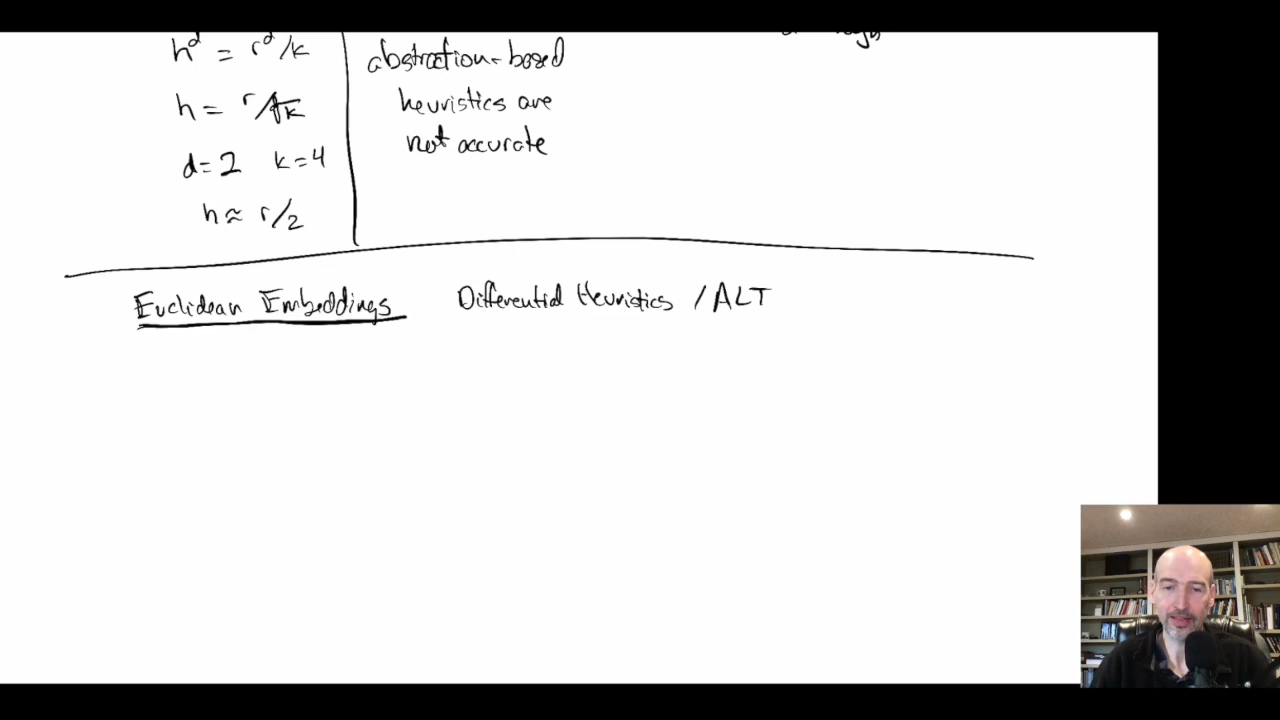 h^d = r^d/k
h = r/^d√k
d=2 k=4
h ≈ r/2
abstraction-based
heuristics are
not accurate
Euclidean Embeddings Differential Heuristics / ALT